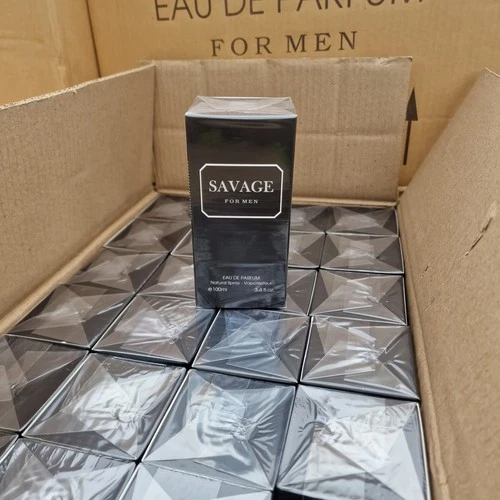 EAU DE PARFUM
FOR MEN
SAVAGE
FOR MEN
EAU DE PARFUM
Natural Spray - Vaporisateur
℮100ml 3.4 fl.oz